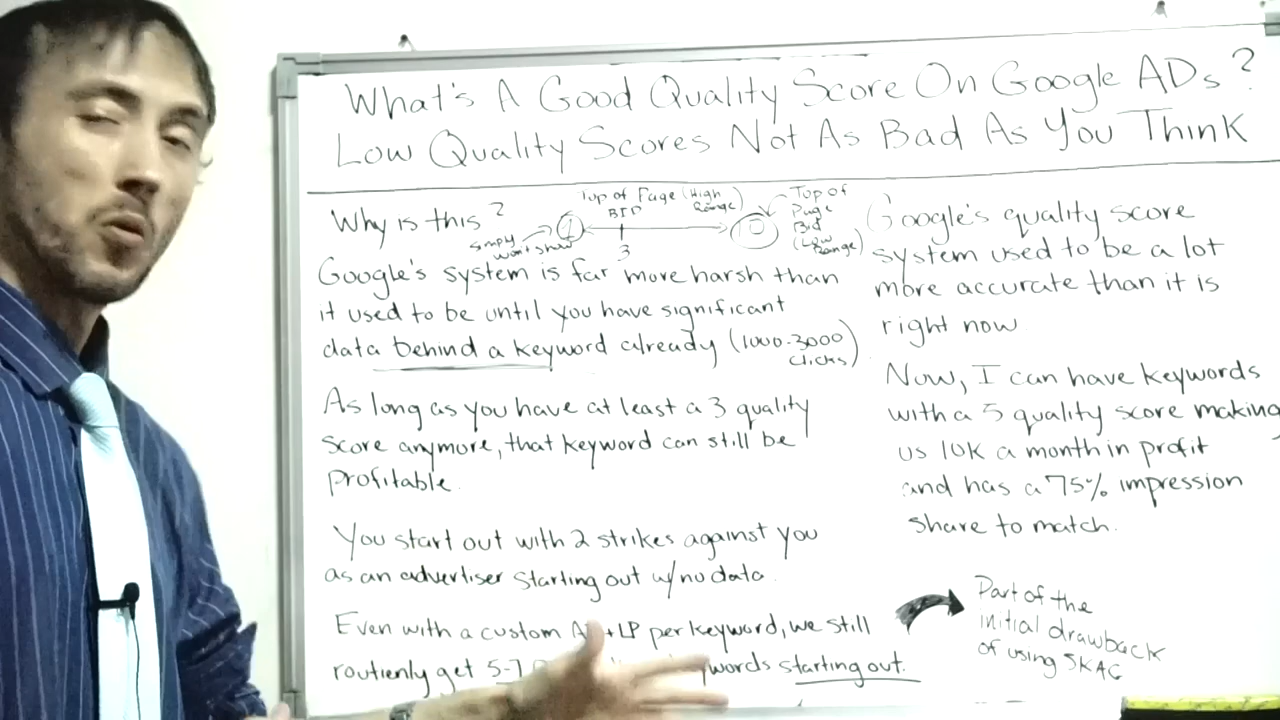 What's A Good Quality Score On Google ADs?
Low Quality Scores Not As Bad As You Think
Why is this?
Simpy won't show
1
Top of Page (High Range)
BID
3
10
Top of
Page
Bid
(Low Range)
Google's system is far more harsh than
it used to be until you have significant
data behind a keyword already (1000-3000
clicks)
As long as you have at least a 3 quality
score anymore, that keyword can still be
profitable.
You start out with 2 strikes against you
as an advertiser starting out w/no data.
Even with a custom +LP per keyword, we still
routienly get 5-7 starting out.
Google's quality score
system used to be a lot
more accurate than it is
right now.
Now, I can have keywords
with a 5 quality score making
us 10K a month in profit
and has a 75% impression
share to match.
Part of the
initial drawback
of using SKAG